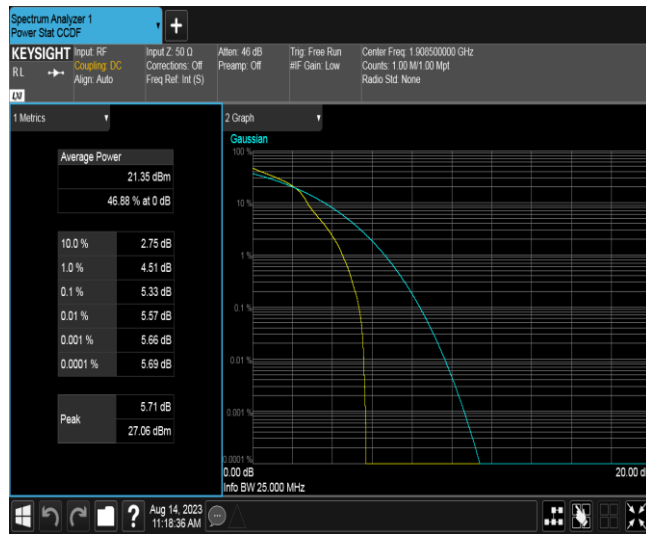 Spectrum Analyzer 1
Power Stat CCDF
+
KEYSIGHT Input: RF Input Z: 50 Ω Atten: 46 dB Trig: Free Run Center Freq: 1.908500000 GHz
RL Coupling: DC Corrections: Off Preamp: Off #IF Gain: Low Counts: 1.00 M/1.00 Mpt
Align: Auto Freq Ref: Int (S) Radio Std: None
LXI
1 Metrics
2 Graph
Average Power
21.35 dBm
46.88 % at 0 dB
10.0 % 2.75 dB
1.0 % 4.51 dB
0.1 % 5.33 dB
0.01 % 5.57 dB
0.001 % 5.66 dB
0.0001 % 5.69 dB
Peak 5.71 dB
27.06 dBm
Gaussian
100 %
10 %
1 %
0.1 %
0.01 %
0.001 %
0.0001 %
0.00 dB 20.00 d
Info BW 25.000 MHz
?
Aug 14, 2023
11:18:36 AM